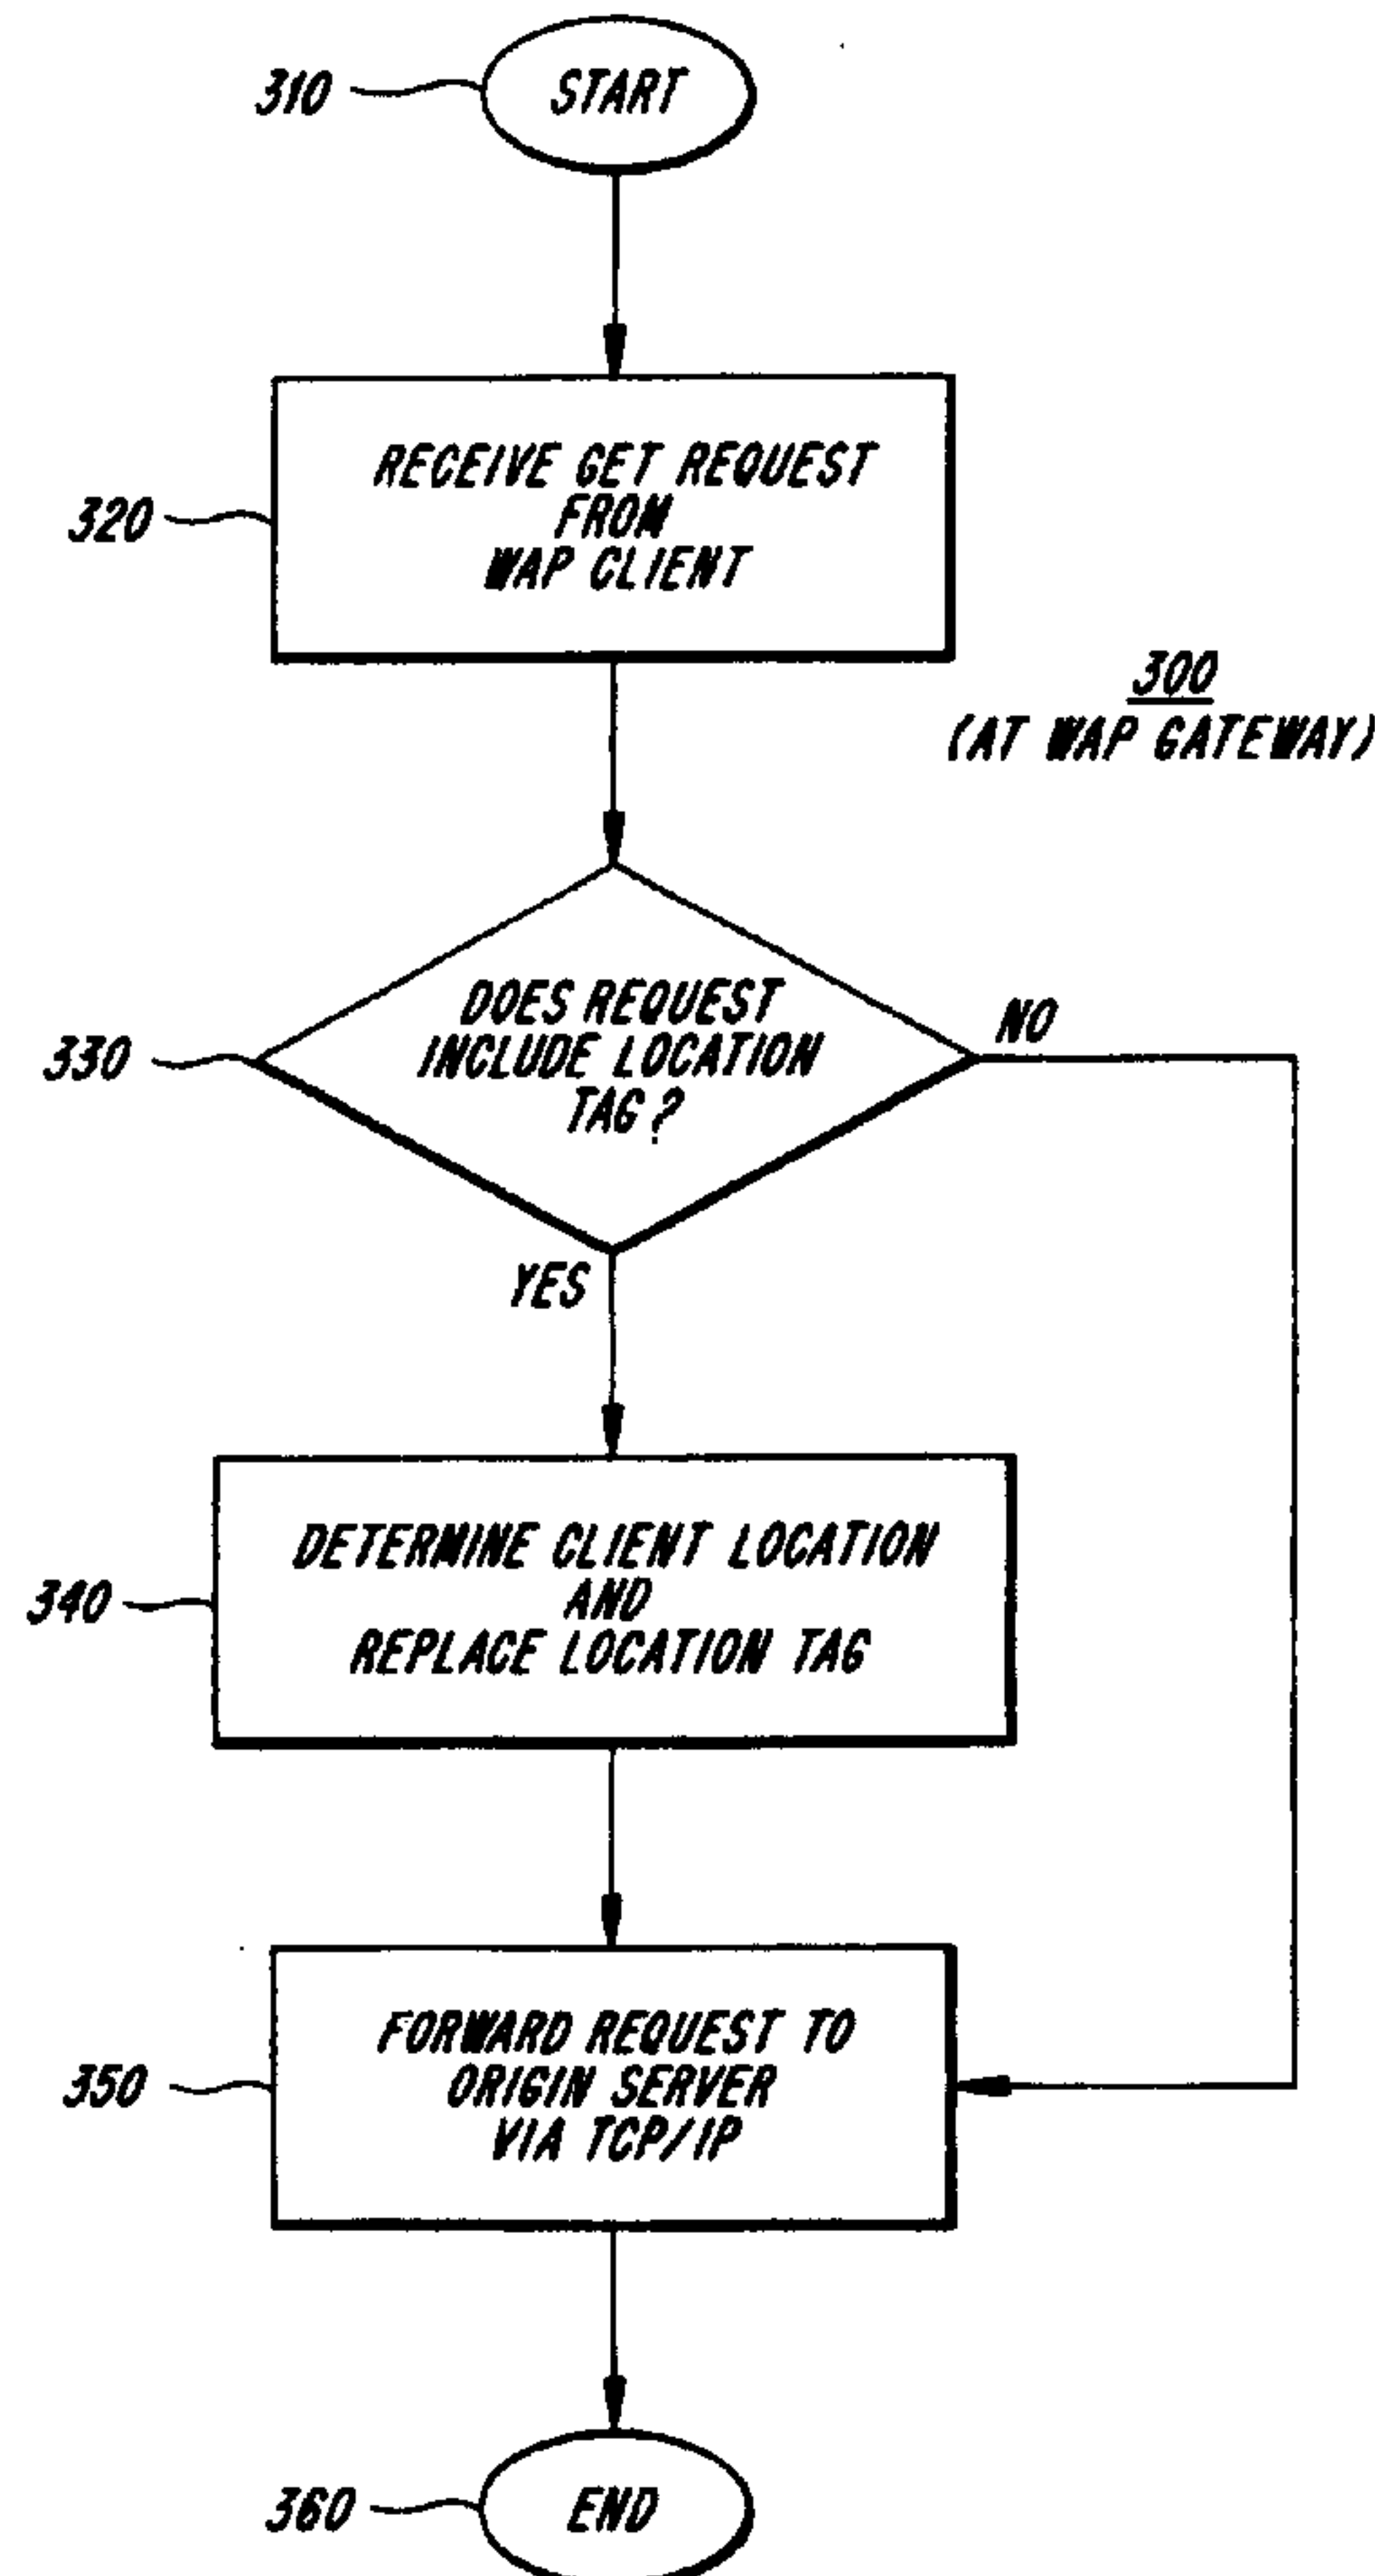 310
START
320
RECEIVE GET REQUEST
FROM
WAP CLIENT
300
(AT WAP GATEWAY)
330
DOES REQUEST
INCLUDE LOCATION
TAG?
NO
YES
340
DETERMINE CLIENT LOCATION
AND
REPLACE LOCATION TAG
350
FORWARD REQUEST TO
ORIGIN SERVER
VIA TCP/IP
360
END